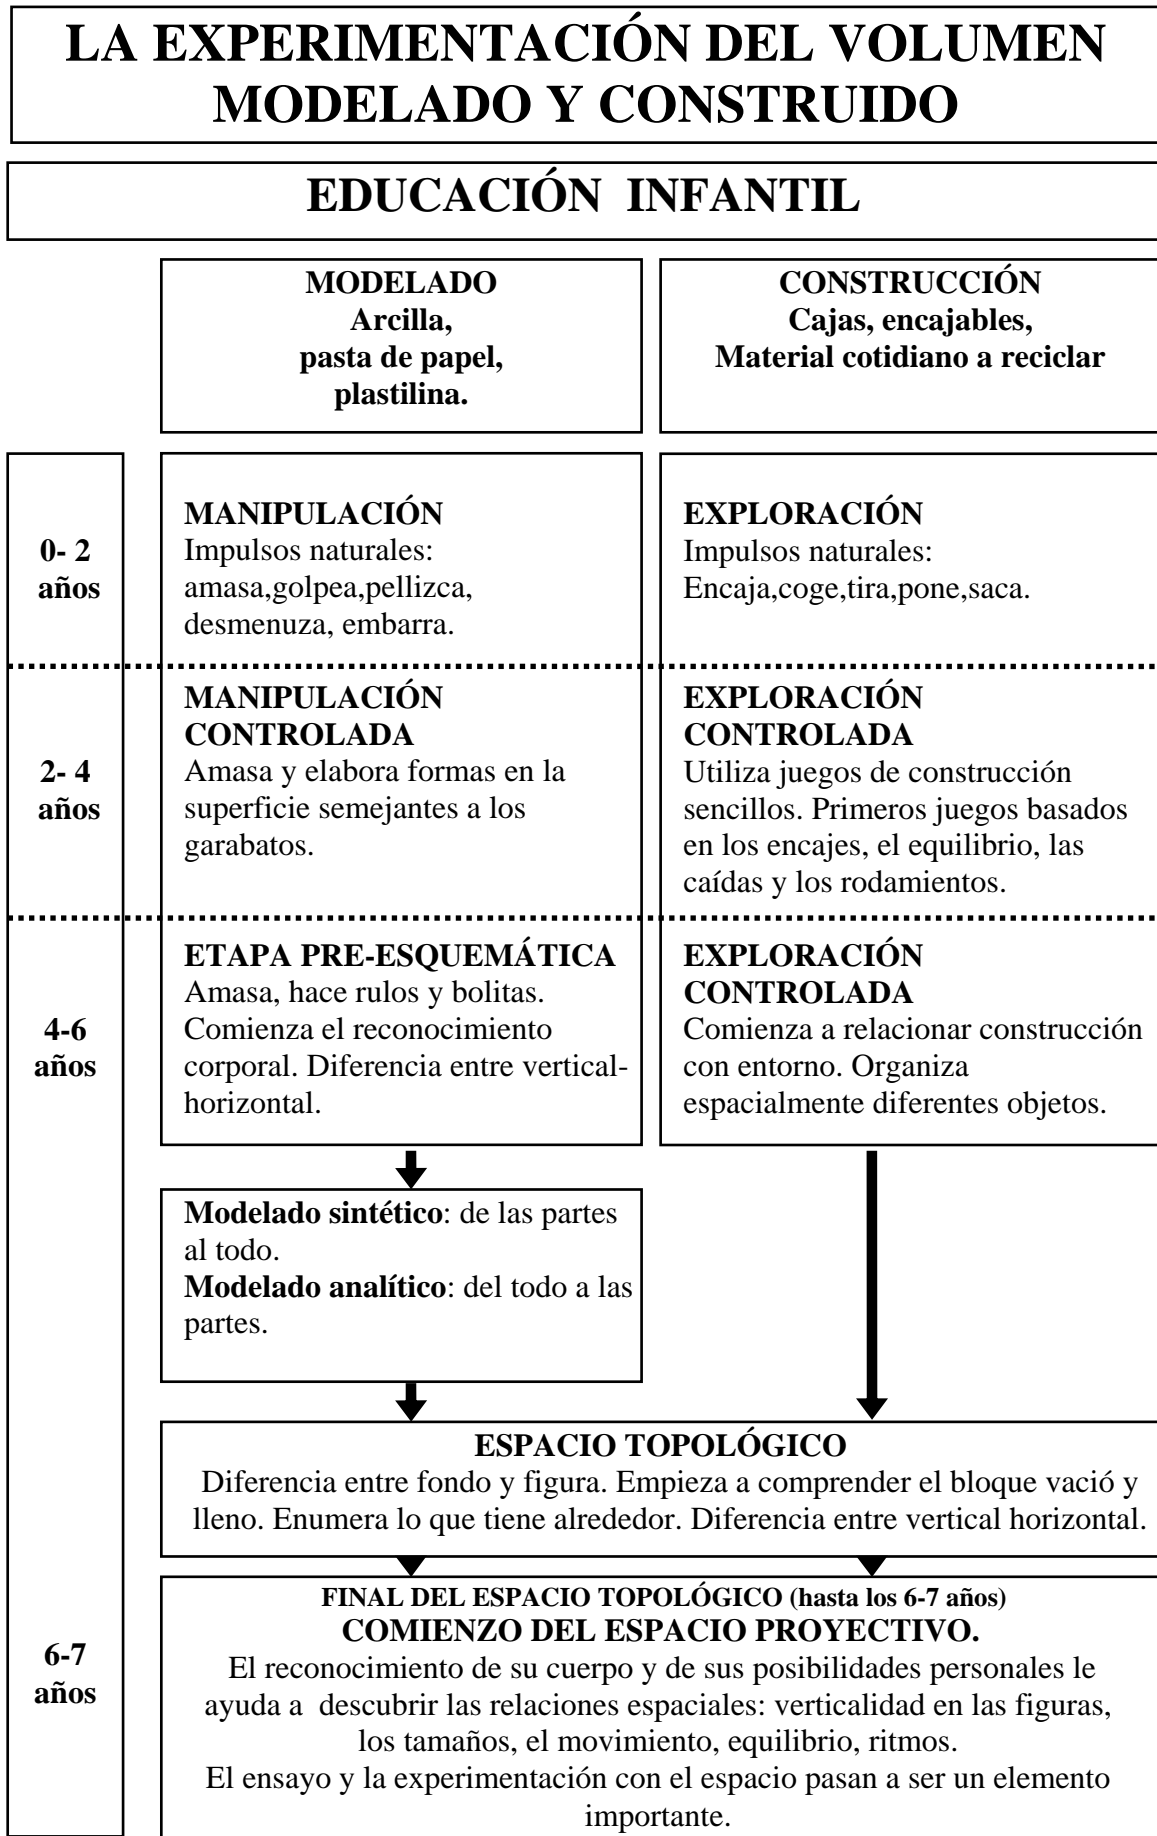 LA EXPERIMENTACIÓN DEL VOLUMEN
MODELADO Y CONSTRUIDO
EDUCACIÓN INFANTIL
MODELADO
Arcilla,
pasta de papel,
plastilina.
CONSTRUCCIÓN
Cajas, encajables,
Material cotidiano a reciclar
0- 2
años
MANIPULACIÓN
Impulsos naturales:
amasa,golpea,pellizca,
desmenuza, embarra.
EXPLORACIÓN
Impulsos naturales:
Encaja,coge,tira,pone,saca.
2- 4
años
MANIPULACIÓN
CONTROLADA
Amasa y elabora formas en la
superficie semejantes a los
garabatos.
EXPLORACIÓN
CONTROLADA
Utiliza juegos de construcción
sencillos. Primeros juegos basados
en los encajes, el equilibrio, las
caídas y los rodamientos.
4-6
años
ETAPA PRE-ESQUEMÁTICA
Amasa, hace rulos y bolitas.
Comienza el reconocimiento
corporal. Diferencia entre vertical-
horizontal.
EXPLORACIÓN
CONTROLADA
Comienza a relacionar construcción
con entorno. Organiza
espacialmente diferentes objetos.
Modelado sintético: de las partes
al todo.
Modelado analítico: del todo a las
partes.
ESPACIO TOPOLÓGICO
Diferencia entre fondo y figura. Empieza a comprender el bloque vació y
lleno. Enumera lo que tiene alrededor. Diferencia entre vertical horizontal.
6-7
años
FINAL DEL ESPACIO TOPOLÓGICO (hasta los 6-7 años)
COMIENZO DEL ESPACIO PROYECTIVO.
El reconocimiento de su cuerpo y de sus posibilidades personales le
ayuda a descubrir las relaciones espaciales: verticalidad en las figuras,
los tamaños, el movimiento, equilibrio, ritmos.
El ensayo y la experimentación con el espacio pasan a ser un elemento
importante.